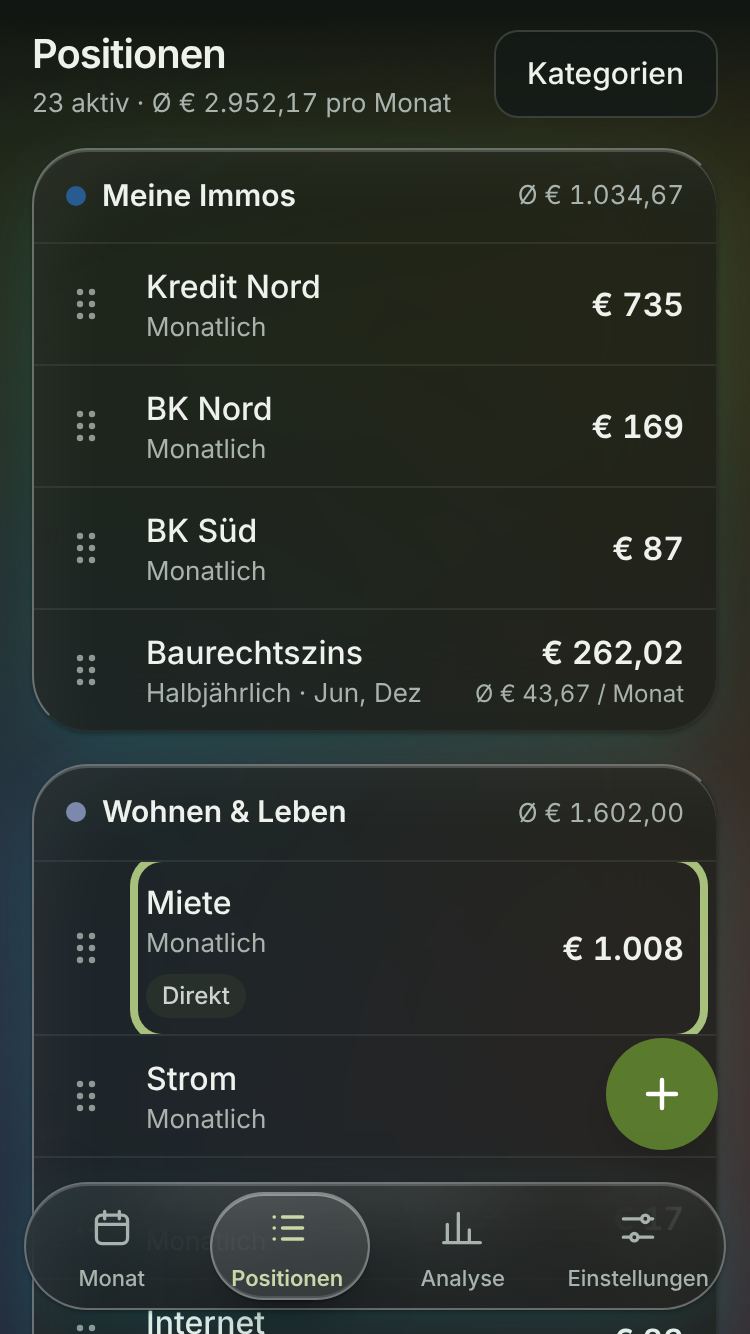 Positionen
Kategorien
23 aktiv · Ø € 2.952,17 pro Monat
Meine Immos Ø € 1.034,67
Kredit Nord
Monatlich
€ 735
BK Nord
Monatlich
€ 169
BK Süd
Monatlich
€ 87
Baurechtszins € 262,02
Halbjährlich · Jun, Dez Ø € 43,67 / Monat
Wohnen & Leben Ø € 1.602,00
Miete
Monatlich
€ 1.008
Direkt
Strom
Monatlich
Monatlich
Monat Positionen Analyse Einstellungen
Internet